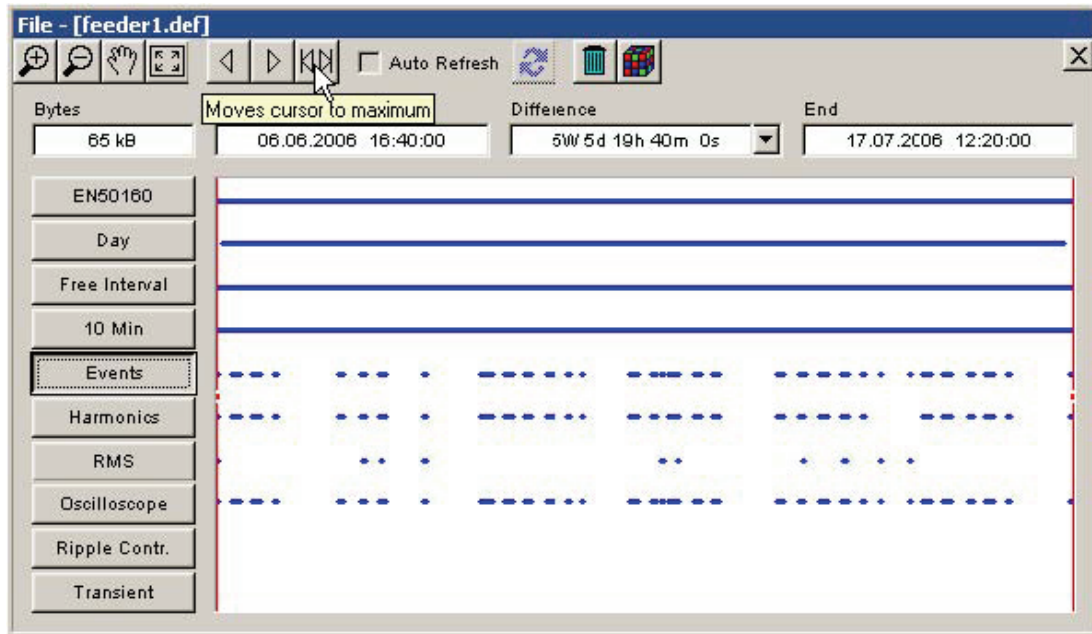 File - [feeder1.def]
Auto Refresh
Moves cursor to maximum
Bytes
Difference
End
65 kB
06.06.2006 16:40:00
5W 5d 19h 40m 0s
17.07.2006 12:20:00
EN50160
Day
Free Interval
10 Min
Events
Harmonics
RMS
Oscilloscope
Ripple Contr.
Transient